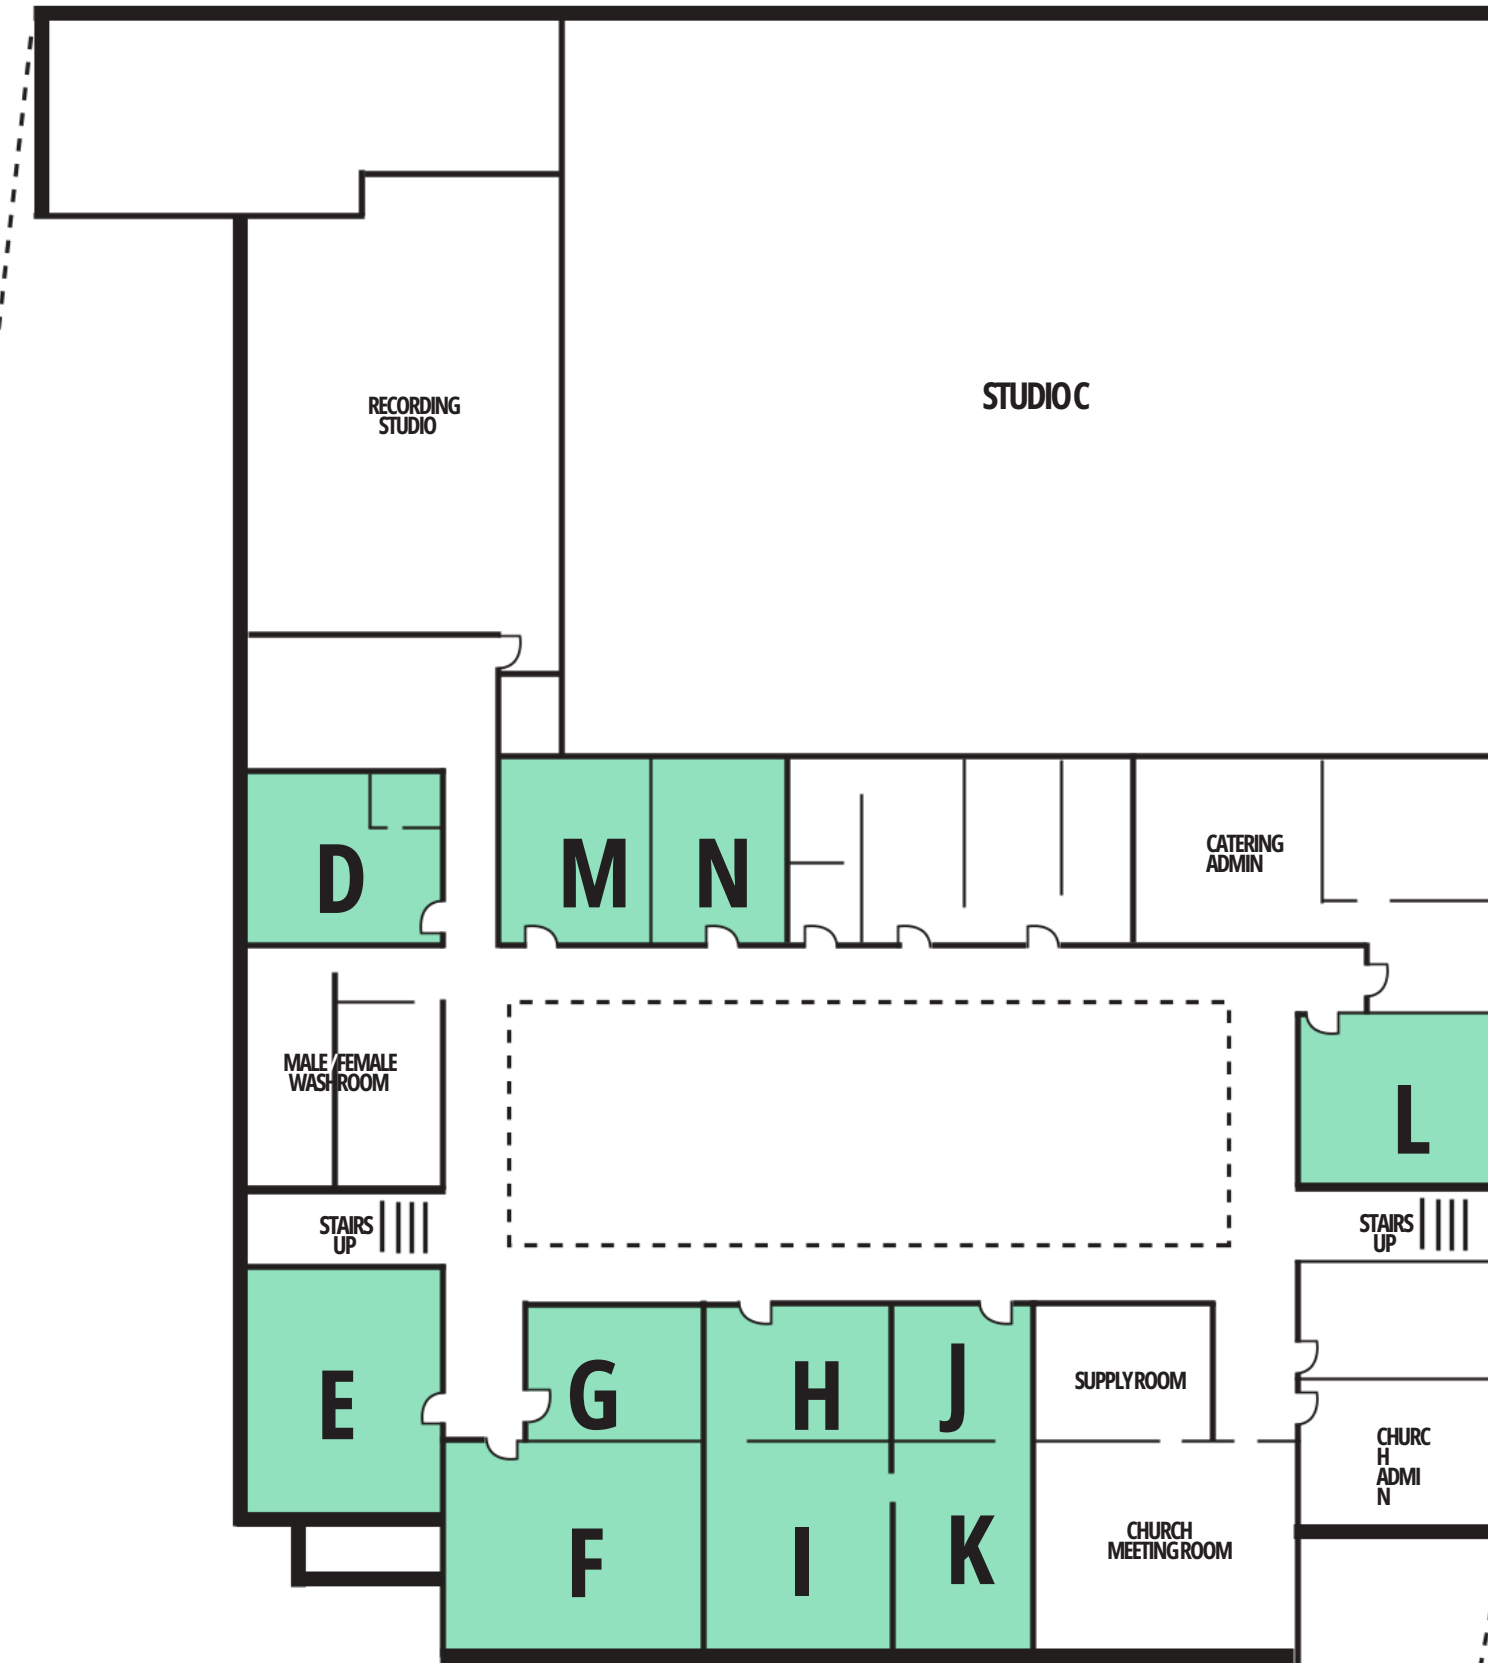 RECORDING
STUDIO
STUDIO C
D
M
N
CATERING
ADMIN
MALE / FEMALE
WASHROOM
L
STAIRS
UP
STAIRS
UP
E
G
H
J
SUPPLY ROOM
CHURC
H
ADMI
N
F
I
K
CHURCH
MEETING ROOM